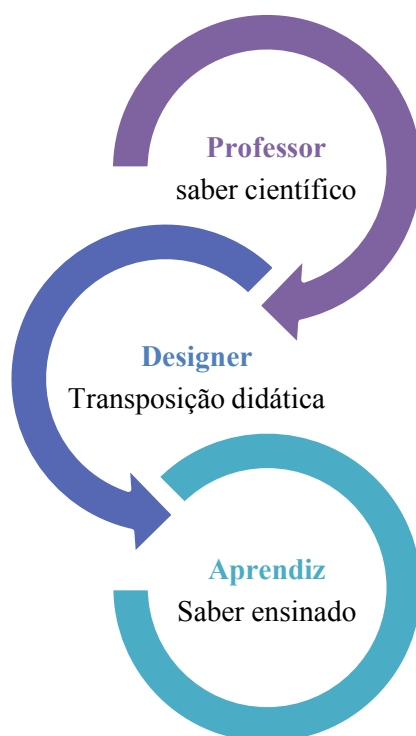 Professor
saber científico
Designer
Transposição didática
Aprendiz
Saber ensinado